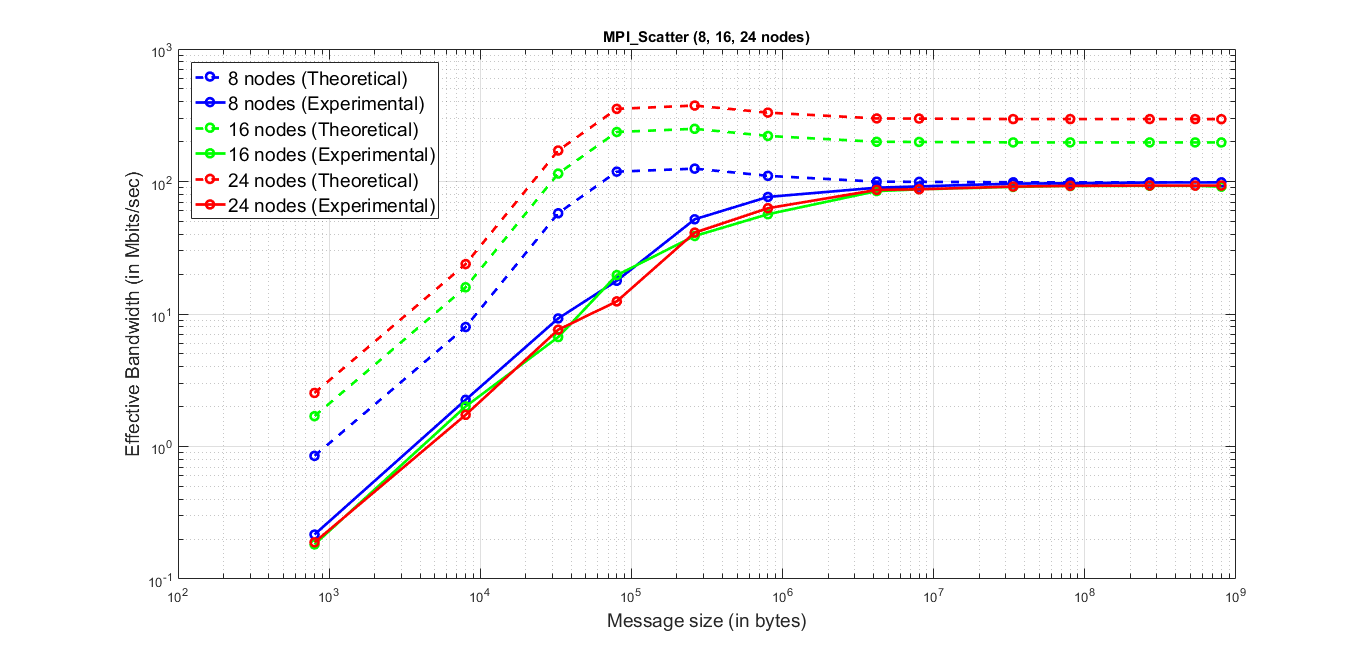 MPI_Scatter (8, 16, 24 nodes)
10^3
8 nodes (Theoretical)
8 nodes (Experimental)
16 nodes (Theoretical)
16 nodes (Experimental)
24 nodes (Theoretical)
24 nodes (Experimental)
10^2
10^1
10^0
10^-1
Effective Bandwidth (in Mbits/sec)
10^2 10^3 10^4 10^5 10^6 10^7 10^8 10^9
Message size (in bytes)